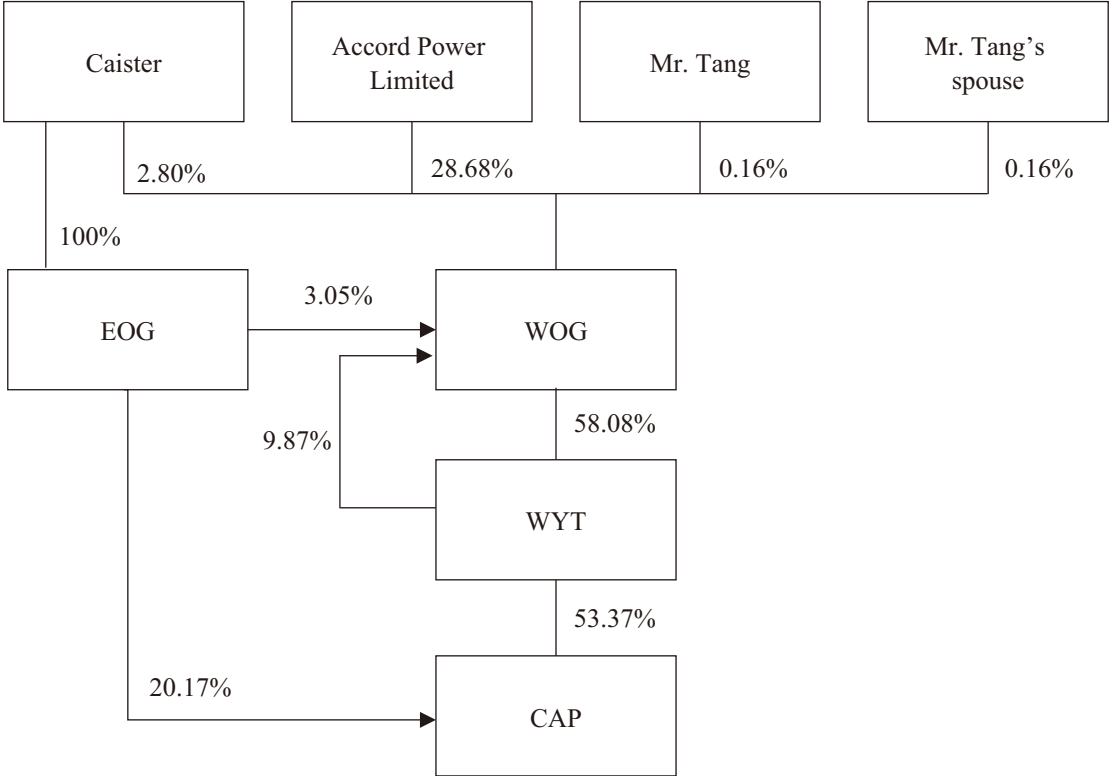 Caister
Accord Power
Limited
Mr. Tang
Mr. Tang’s
spouse
2.80%
28.68%
0.16%
0.16%
100%
EOG
3.05%
WOG
9.87%
58.08%
WYT
53.37%
20.17%
CAP